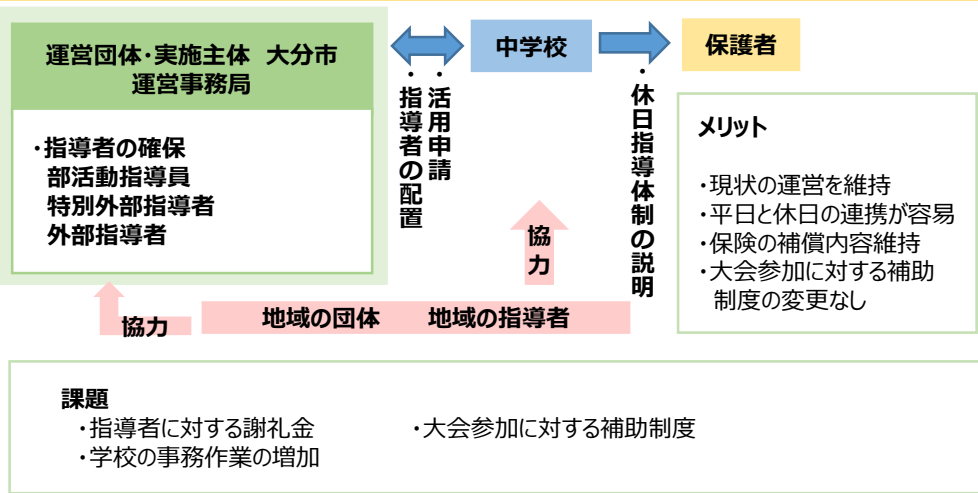 運営団体・実施主体 大分市
運営事務局
・指導者の確保
部活動指導員
特別外部指導者
外部指導者
・活用申請
・指導者の配置
中学校
・休日指導体制の説明
保護者
メリット
・現状の運営を維持
・平日と休日の連携が容易
・保険の補償内容維持
・大会参加に対する補助
制度の変更なし
協力
協力
地域の団体 地域の指導者
課題
・指導者に対する謝礼金 ・大会参加に対する補助制度
・学校の事務作業の増加